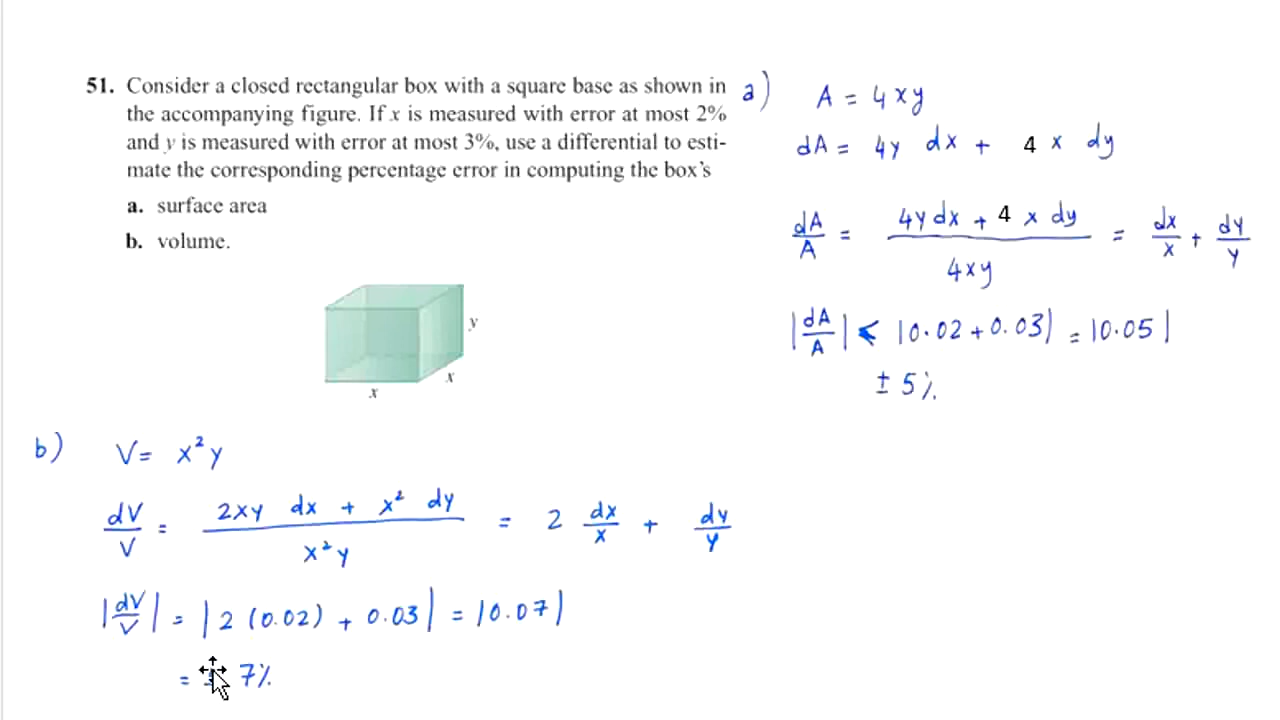 51. Consider a closed rectangular box with a square base as shown in
the accompanying figure. If x is measured with error at most 2%
and y is measured with error at most 3%, use a differential to esti-
mate the corresponding percentage error in computing the box's
a. surface area
b. volume.
y
x
x
a) A = 4xy
dA = 4y dx + 4 x dy
dA/A = (4y dx + 4 x dy)/(4xy) = dx/x + dy/y
|dA/A| < |0.02 + 0.03| = |0.05|
± 5%
b) V = x²y
dV/V = (2xy dx + x² dy)/(x²y) = 2 dx/x + dy/y
|dV/V| = |2 (0.02) + 0.03| = |0.07|
= 7%